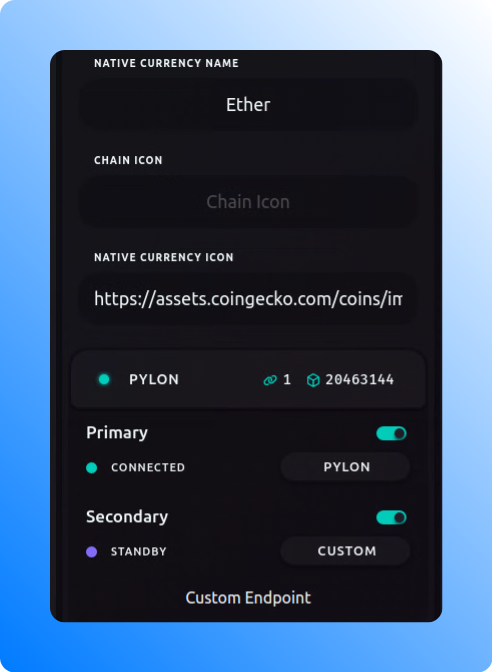 NATIVE CURRENCY NAME
Ether
CHAIN ICON
Chain Icon
NATIVE CURRENCY ICON
https://assets.coingecko.com/coins/im
PYLON 1 20463144
Primary
CONNECTED PYLON
Secondary
STANDBY CUSTOM
Custom Endpoint